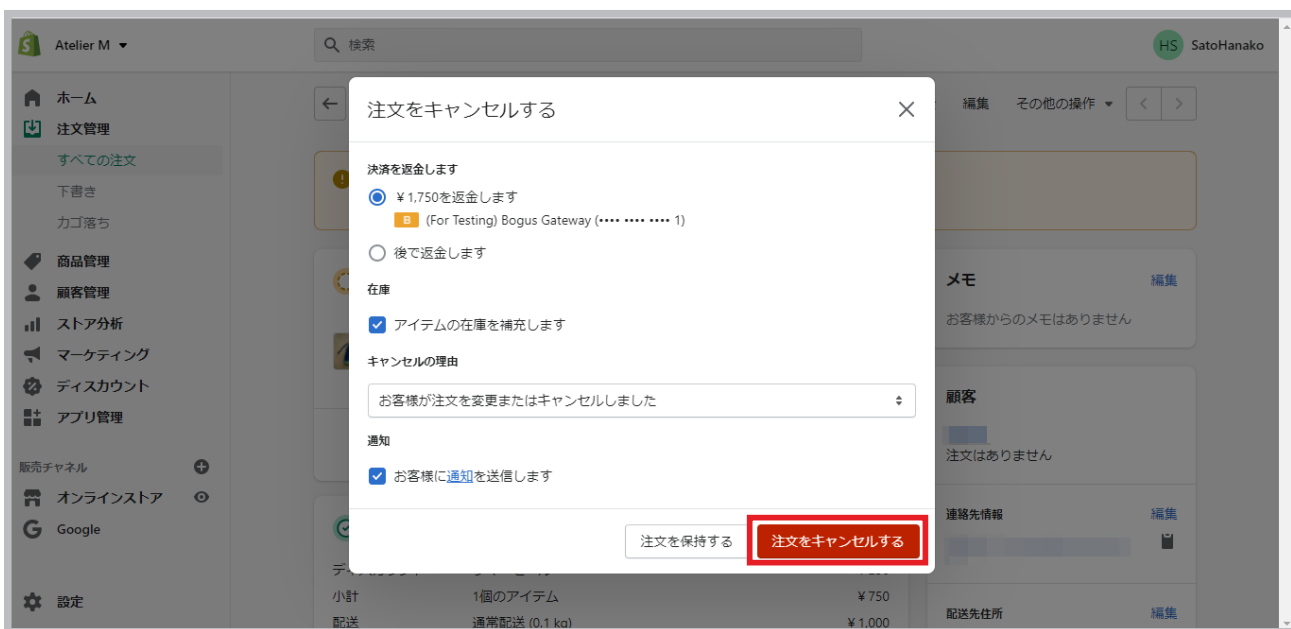 Atelier M
検索
HS SatoHanako
ホーム
注文管理
すべての注文
下書き
カゴ落ち
商品管理
顧客管理
ストア分析
マーケティング
ディスカウント
アプリ管理
販売チャネル
オンラインストア
Google
設定
編集 その他の操作
注文をキャンセルする
決済を返金します
¥1,750を返金します
B (For Testing) Bogus Gateway (•••• •••• •••• 1)
後で返金します
在庫
アイテムの在庫を補充します
キャンセルの理由
お客様が注文を変更またはキャンセルしました
通知
お客様に通知を送信します
注文を保持する 注文をキャンセルする
小計 1個のアイテム ¥750
配送 通常配送 (0.1 kg) ¥1,000
メモ 編集
お客様からのメモはありません
顧客
注文はありません
連絡先情報 編集
配送先住所 編集